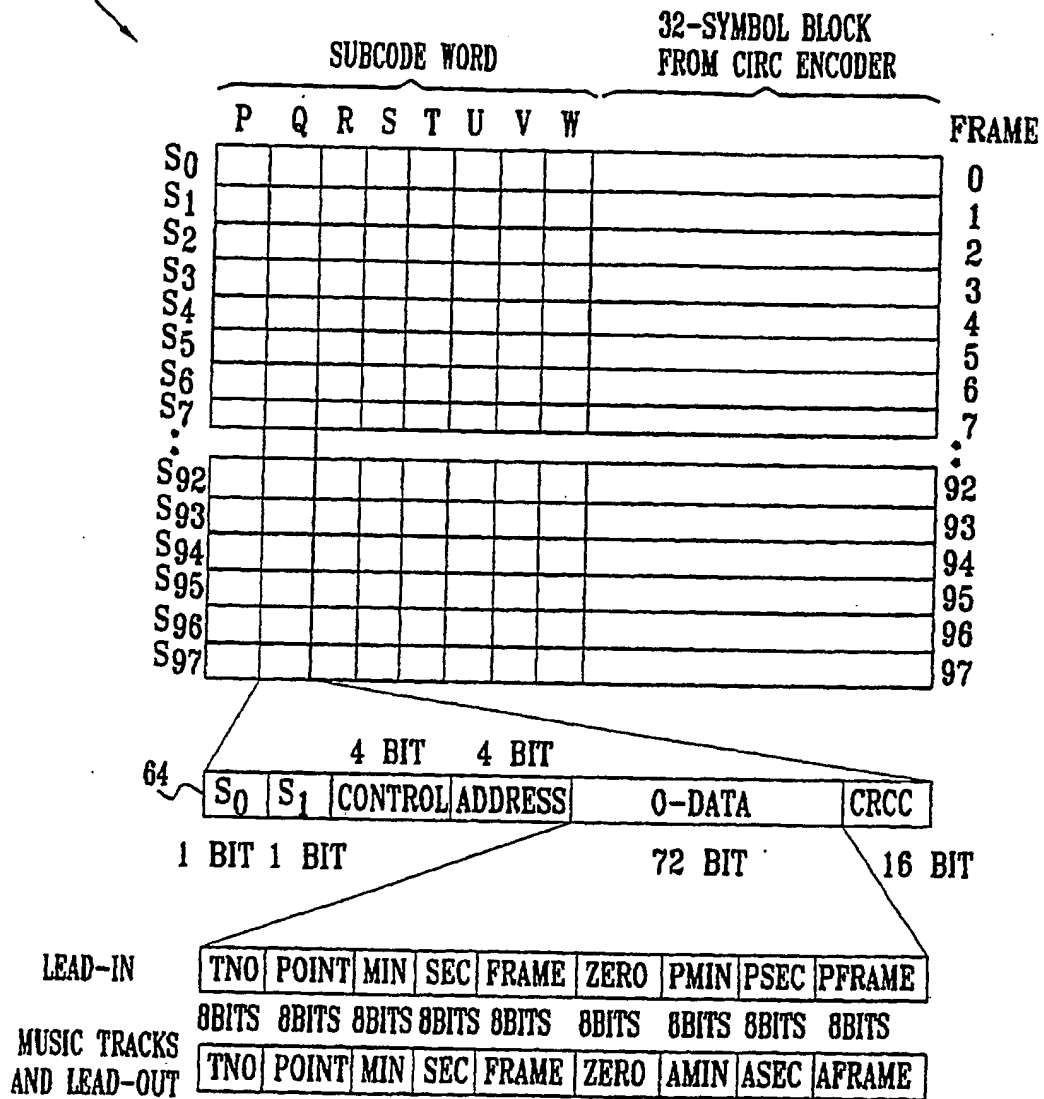 SUBCODE WORD
32-SYMBOL BLOCK
FROM CIRC ENCODER
P Q R S T U V W
FRAME
S0 0
S1 1
S2 2
S3 3
S4 4
S5 5
S6 6
S7 7
S92 92
S93 93
S94 94
S95 95
S96 96
S97 97
4 BIT 4 BIT
64 S0 S1 CONTROL ADDRESS 0-DATA CRCC
1 BIT 1 BIT 72 BIT 16 BIT
LEAD-IN TNO POINT MIN SEC FRAME ZERO PMIN PSEC PFRAME
8BITS 8BITS 8BITS 8BITS 8BITS 8BITS 8BITS 8BITS 8BITS
MUSIC TRACKS
AND LEAD-OUT TNO POINT MIN SEC FRAME ZERO AMIN ASEC AFRAME